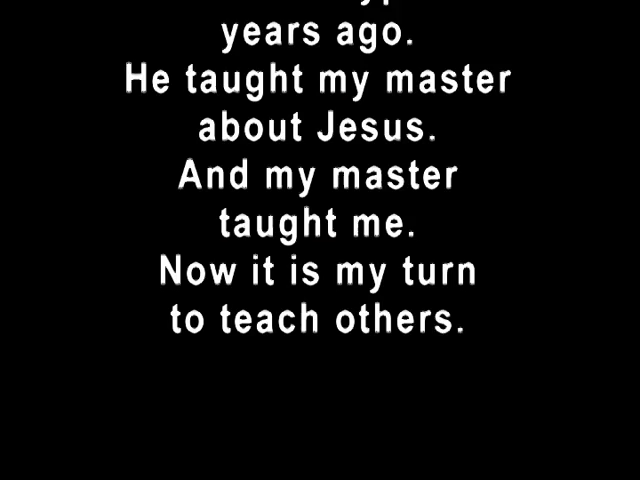 years ago.
He taught my master
about Jesus.
And my master
taught me.
Now it is my turn
to teach others.